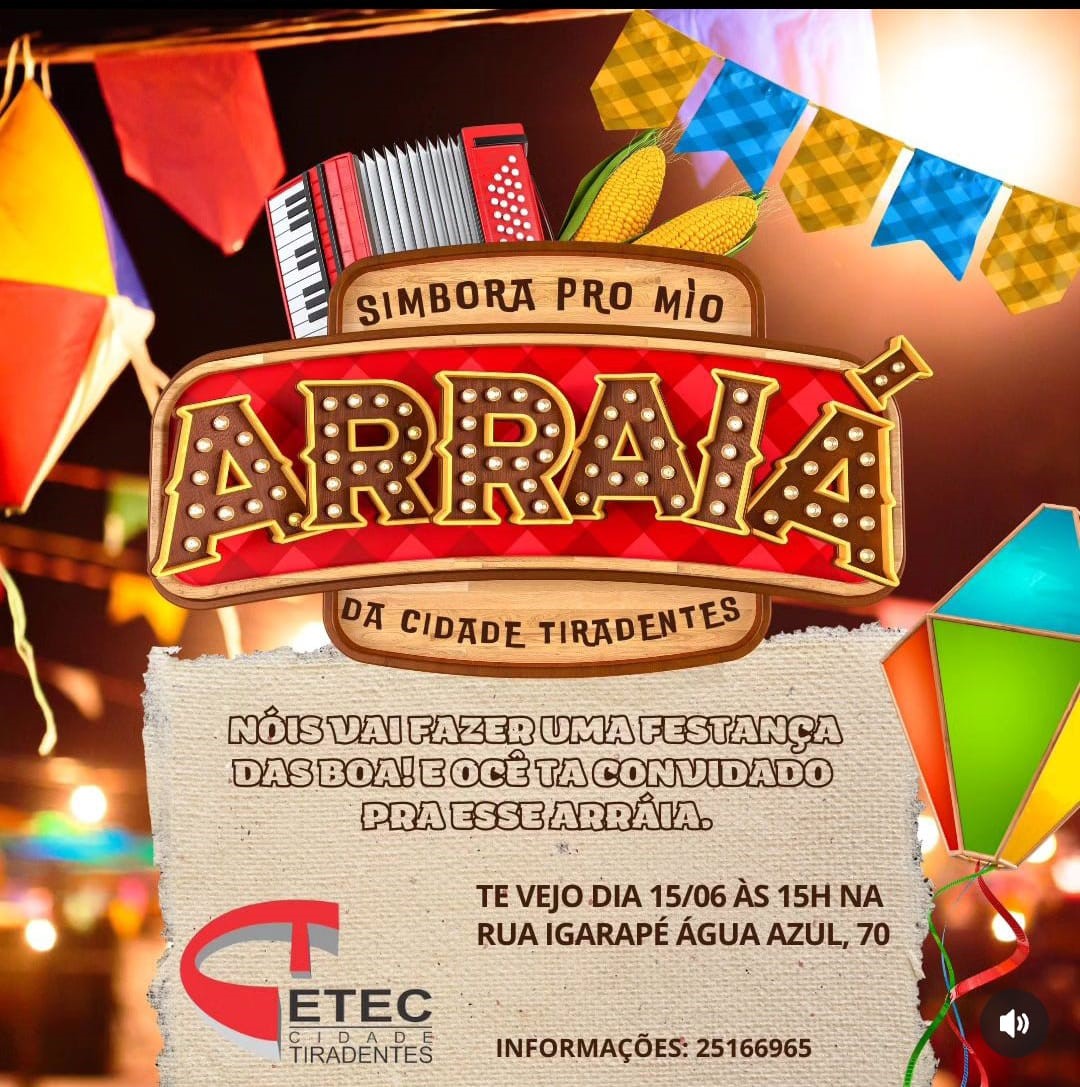 SIMBORA PRO MÌO
ARRAIÁ
DA CIDADE TIRADENTES
NÓIS VAI FAZER UMA FESTANÇA
DAS BOA! E OCÊ TA CONVIDADO
PRA ESSE ARRÁIA.
TE VEJO DIA 15/06 ÀS 15H NA
RUA IGARAPÉ ÁGUA AZUL, 70
ETEC
CIDADE
TIRADENTES
INFORMAÇÕES: 25166965